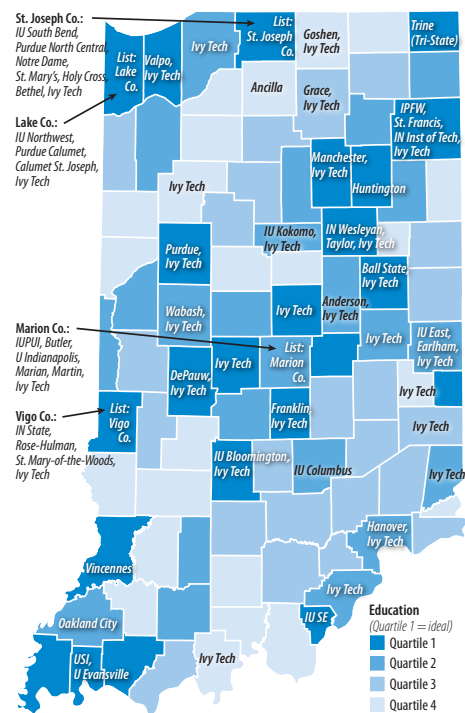 St. Joseph Co.:
IU South Bend,
Purdue North Central,
Notre Dame,
St. Mary's, Holy Cross,
Bethel, Ivy Tech
Lake Co.:
IU Northwest,
Purdue Calumet,
Calumet St. Joseph,
Ivy Tech
List:
Lake
Co.
Valpo,
Ivy Tech
Ivy Tech
List:
St. Joseph
Co.
Goshen,
Ivy Tech
Trine
(Tri-State)
Ancilla
Grace,
Ivy Tech
IPFW,
St. Francis,
IN Inst of Tech,
Ivy Tech
Manchester,
Ivy Tech
Huntington
Ivy Tech
IU Kokomo,
Ivy Tech
IN Wesleyan,
Taylor, Ivy Tech
Purdue,
Ivy Tech
Ball State,
Ivy Tech
Wabash,
Ivy Tech
Ivy Tech
Anderson,
Ivy Tech
Marion Co.:
IUPUI, Butler,
U Indianapolis,
Marian, Martin,
Ivy Tech
List:
Marion
Co.
Ivy Tech
IU East,
Earlham,
Ivy Tech
DePauw,
Ivy Tech
Ivy Tech
Ivy Tech
Vigo Co.:
IN State,
Rose-Hulman,
St. Mary-of-the-Woods,
Ivy Tech
List:
Vigo
Co.
Franklin,
Ivy Tech
Ivy Tech
IU Bloomington,
Ivy Tech
IU Columbus
Ivy Tech
Hanover,
Ivy Tech
Vincennes
Ivy Tech
Oakland City
IU SE
USI,
U Evansville
Ivy Tech
Education
(Quartile 1 = ideal)
Quartile 1
Quartile 2
Quartile 3
Quartile 4